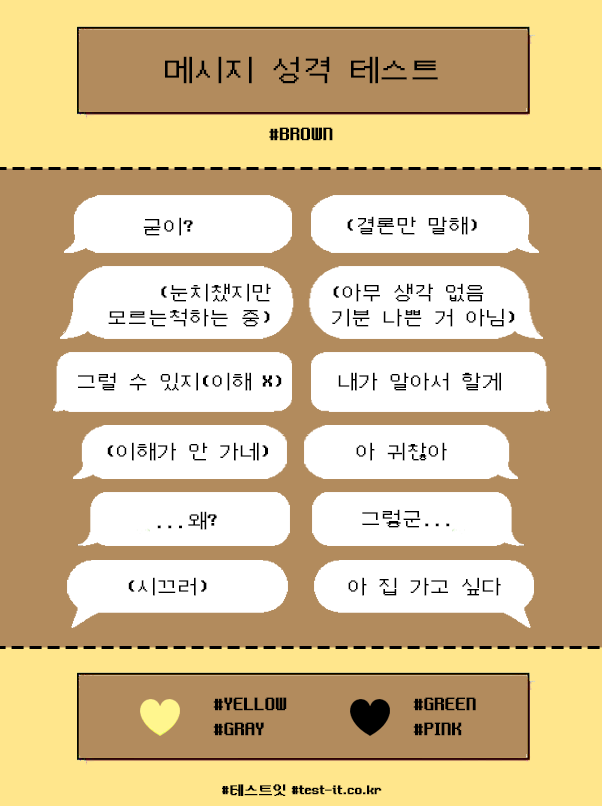 메시지 성격 테스트
#BROWN
굳이?
(결론만 말해)
(눈치챘지만
모르는척하는 중)
(아무 생각 없음
기분 나쁜 거 아님)
그럴 수 있지(이해 X)
내가 알아서 할게
(이해가 안 가네)
아 귀찮아
...왜?
그렇군...
(시끄러)
아 집 가고 싶다
#YELLOW
#GRAY
#GREEN
#PINK
#테스트잇 #test-it.co.kr